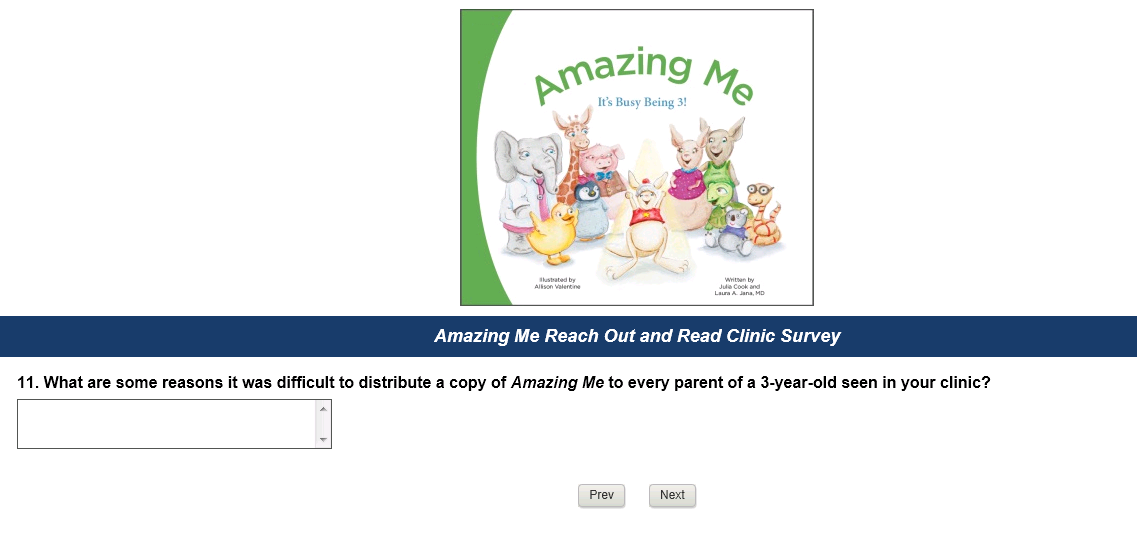 Amazing Me
It's Busy Being 3!
Illustrated by
Allison Valentine
Written by
Julia Cook and
Laura A. Jana, MD
Amazing Me Reach Out and Read Clinic Survey
11. What are some reasons it was difficult to distribute a copy of Amazing Me to every parent of a 3-year-old seen in your clinic?
Prev
Next